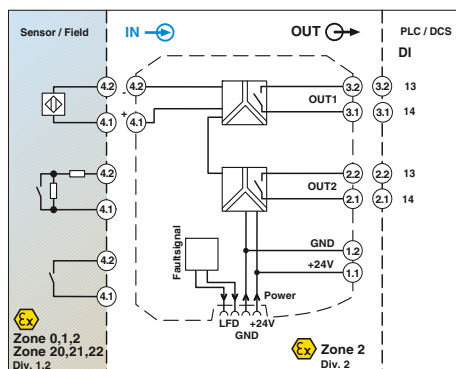 Sensor / Field
IN
OUT
PLC / DCS
DI
4.2
4.2
-
3.2
3.2
13
OUT1
4.1
+
4.1
3.1
3.1
14
4.2
2.2
2.2
13
OUT2
4.1
2.1
2.1
14
Faultsignal
GND
1.2
4.2
+24V
1.1
4.1
Power
LFD
+24V
GND
Ex
Zone 0,1,2
Zone 20,21,22
Div. 1,2
Ex
Zone 2
Div. 2